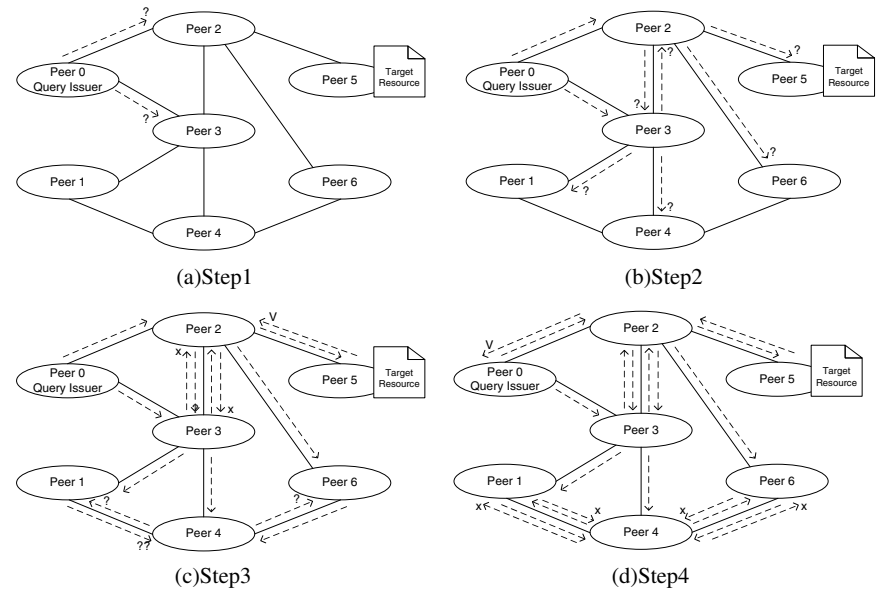 ?
Peer 2
Peer 0
Query Issuer
Peer 5
Target
Resource
?
Peer 3
Peer 1
Peer 6
Peer 4
(a)Step1
Peer 2
?
?
Peer 0
Query Issuer
Peer 5
Target
Resource
?
Peer 3
?
Peer 1
?
Peer 6
?
Peer 4
(b)Step2
V
Peer 2
x
Peer 0
Query Issuer
Peer 5
Target
Resource
?
x
Peer 3
Peer 1
Peer 6
?
?
Peer 4
??
(c)Step3
Peer 2
V
Peer 0
Query Issuer
Peer 5
Target
Resource
Peer 3
Peer 1
Peer 6
x
x
x
x
Peer 4
(d)Step4